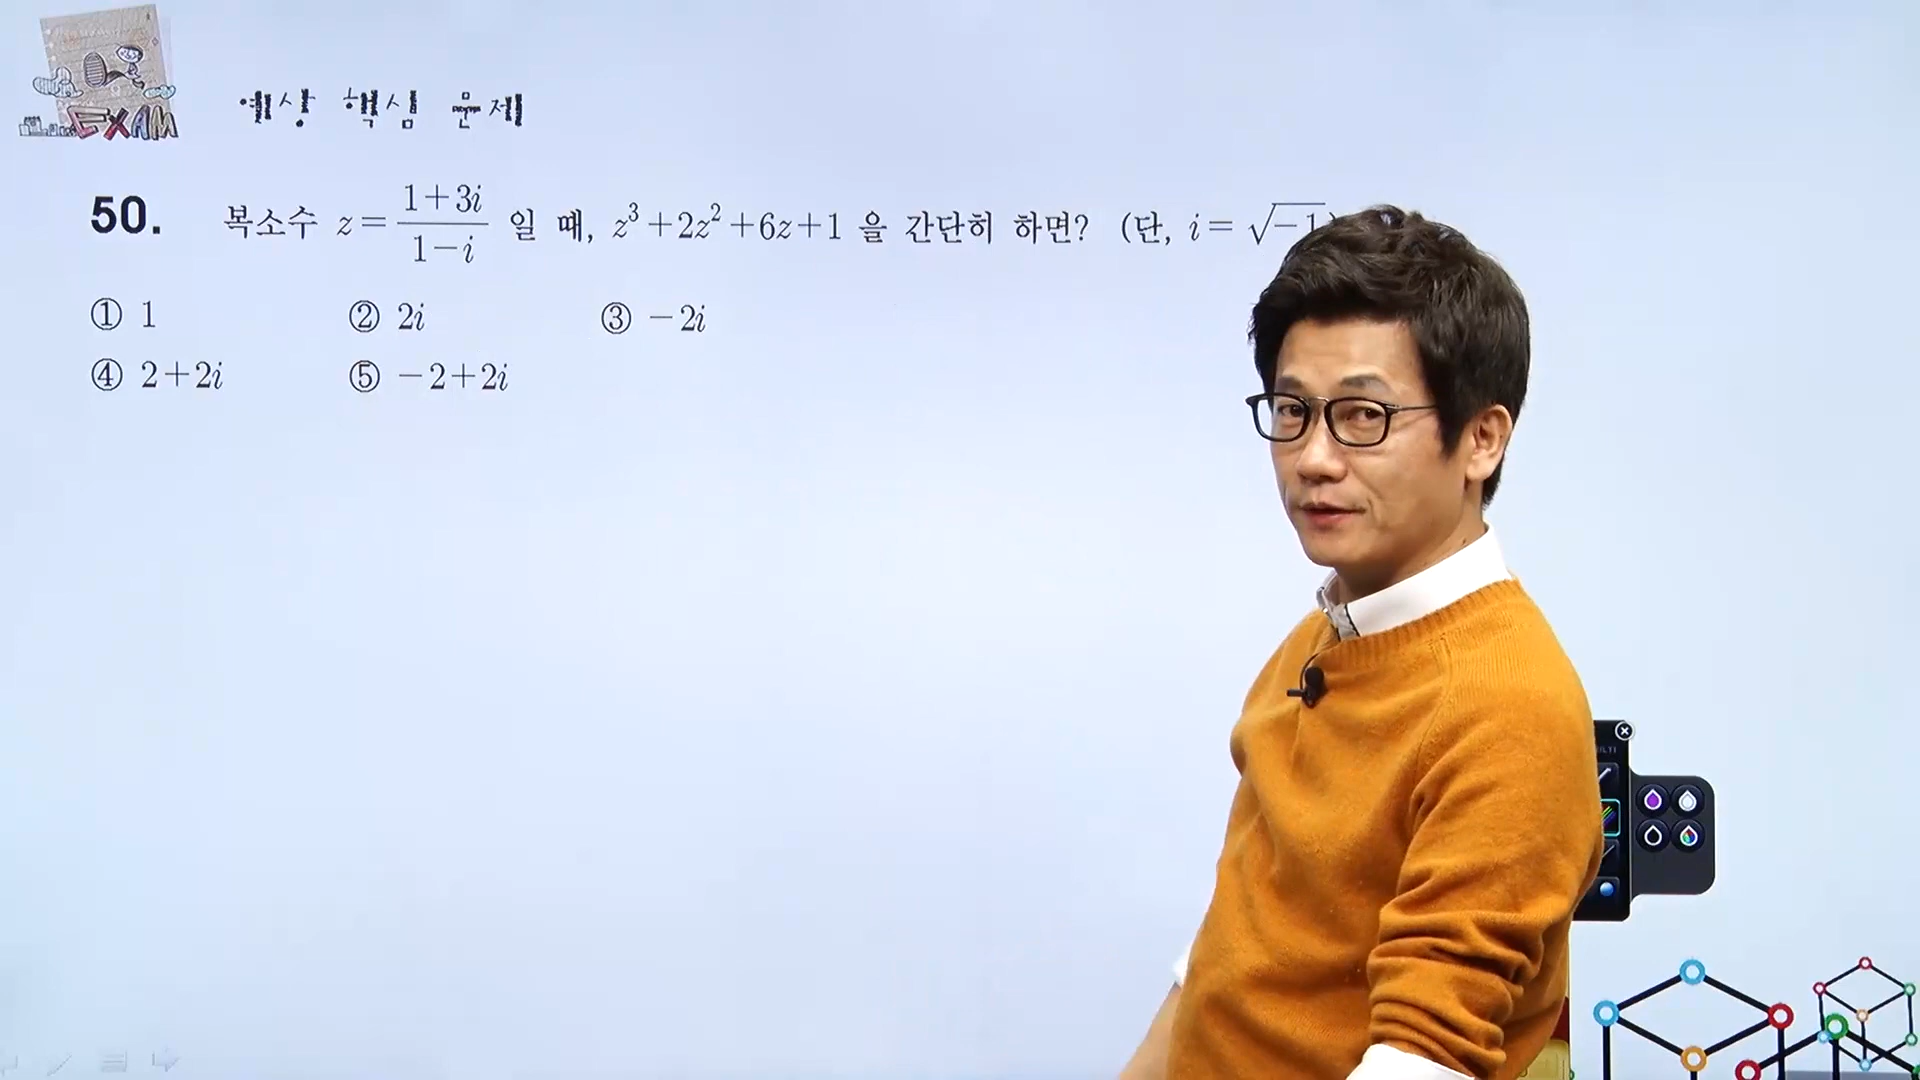 EXAM
예상 핵심 문제
50. 복소수 z = \frac{1+3i}{1-i} 일 때, z³+2z²+6z+1 을 간단히 하면? (단, i = √-1)
① 1 ② 2i ③ -2i
④ 2+2i ⑤ -2+2i